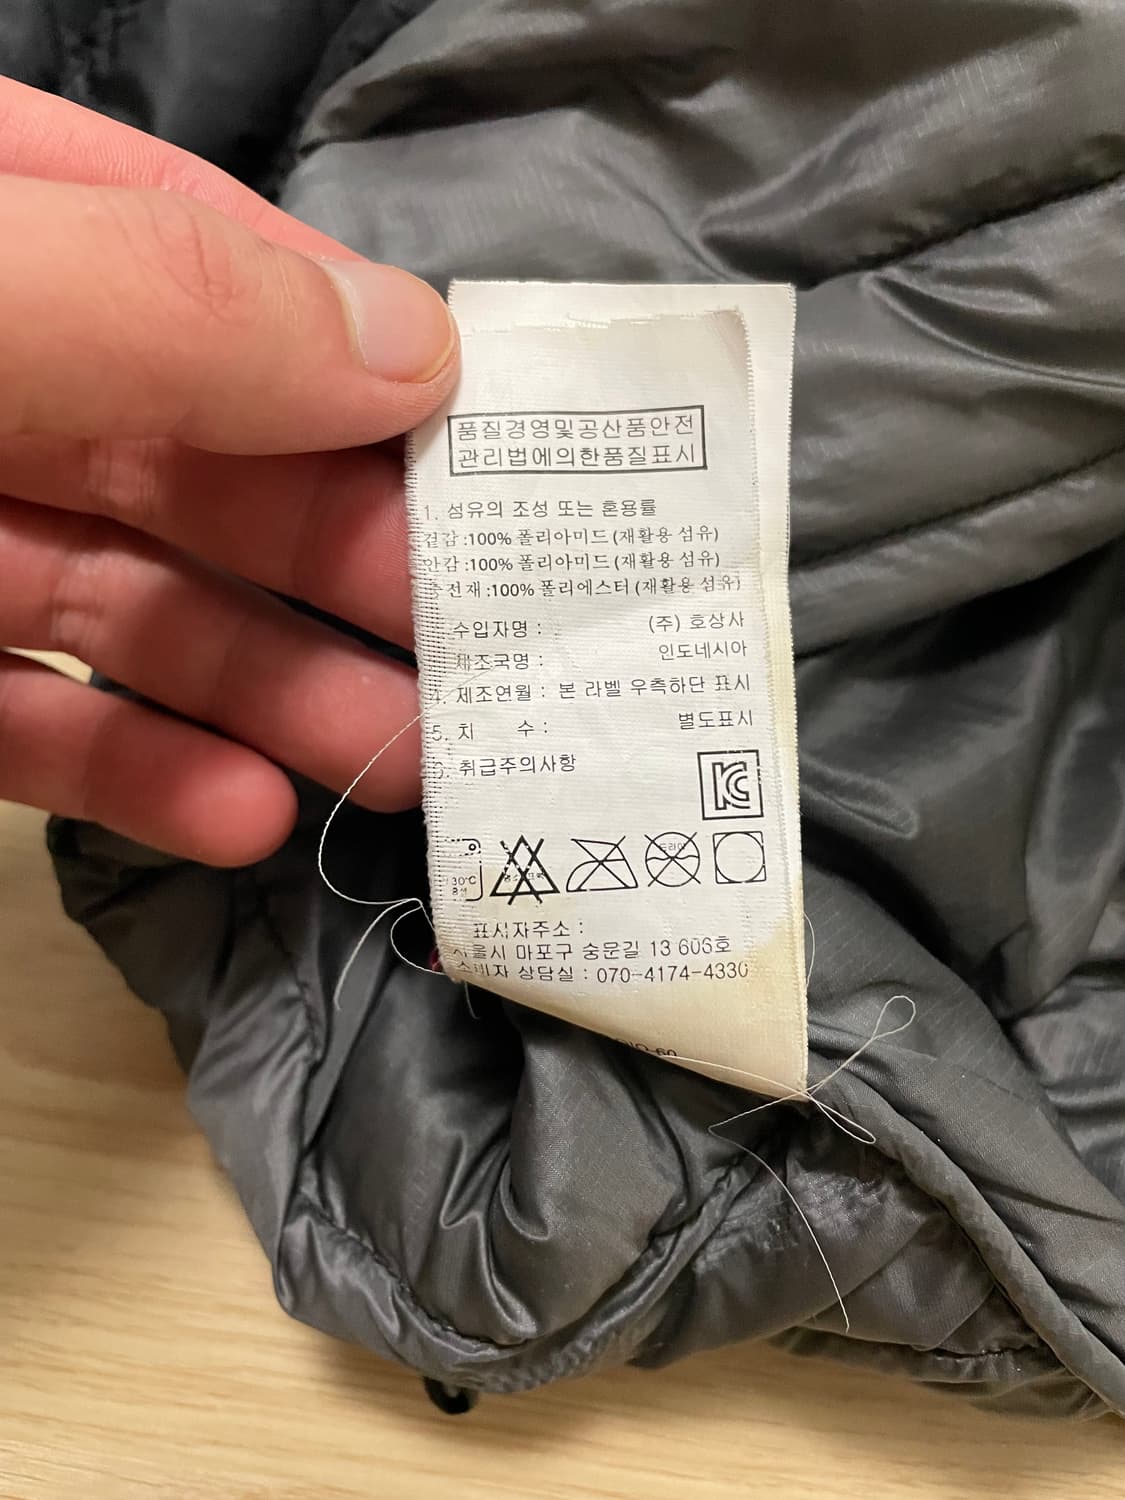 품질경영및공산품안전
관리법에의한품질표시
1. 섬유의 조성 또는 혼용률
겉감:100% 폴리아미드(재활용 섬유)
안감:100% 폴리아미드(재활용 섬유)
충전재:100% 폴리에스터(재활용 섬유)
수입자명 : (주) 호상사
제조국명 : 인도네시아
4. 제조연월 : 본 라벨 우측하단 표시
5. 치 수 : 별도표시
6. 취급주의사항
30°C
중성
드라이
표시자주소 :
서울시 마포구 숭문길 13 606호
소비자 상담실 : 070-4174-4330